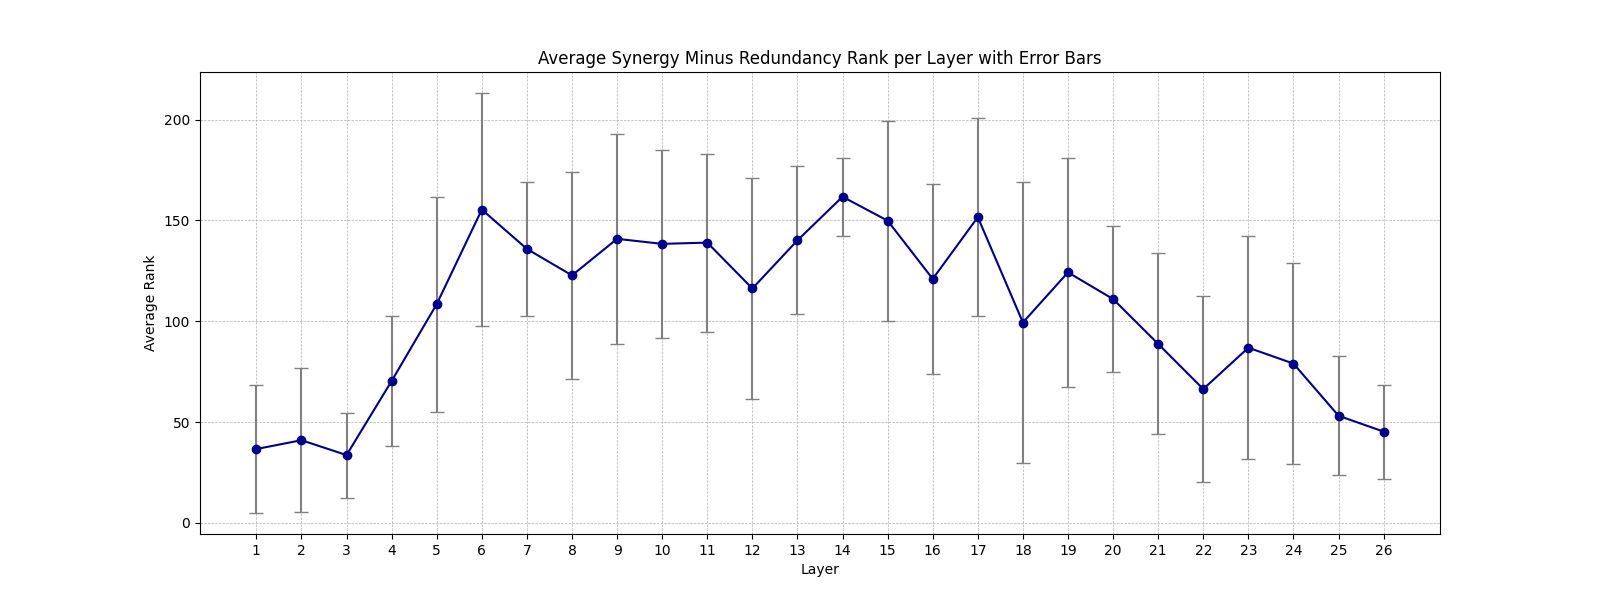 Average Synergy Minus Redundancy Rank per Layer with Error Bars
Average Rank
200
150
100
50
0
1 2 3 4 5 6 7 8 9 10 11 12 13 14 15 16 17 18 19 20 21 22 23 24 25 26
Layer